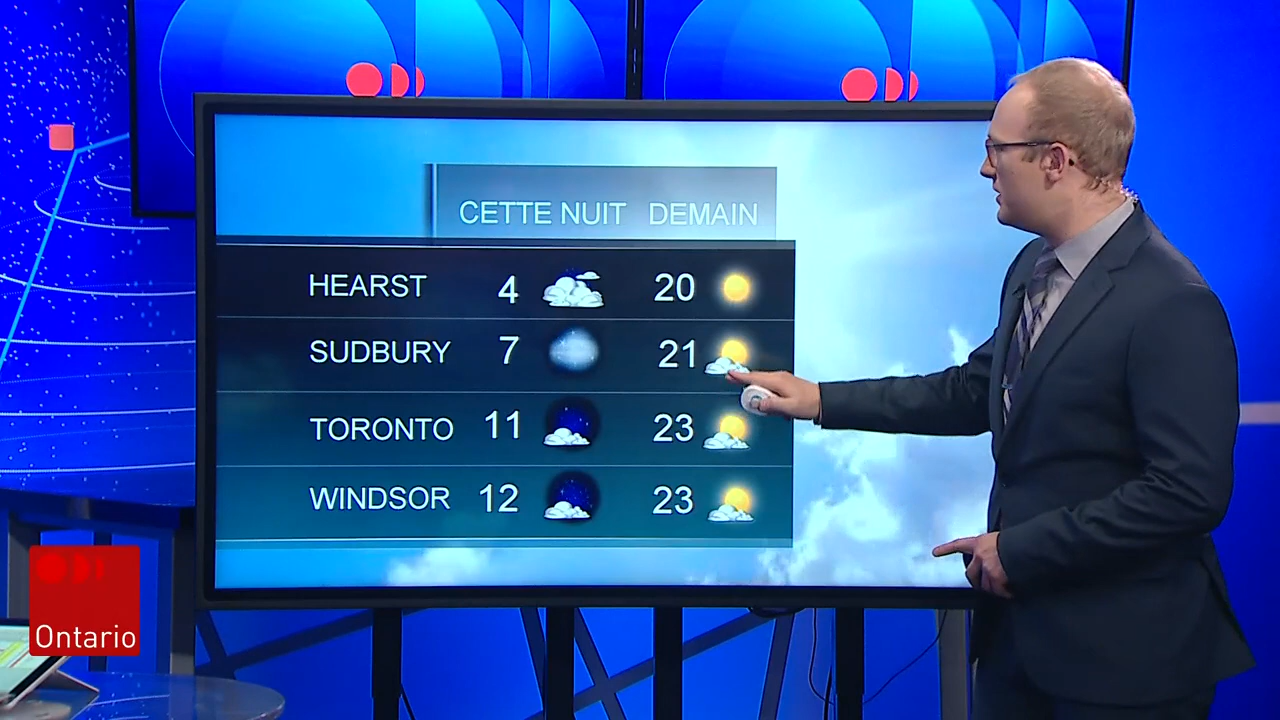 CETTE NUIT DEMAIN
HEARST 4 20
SUDBURY 7 21
TORONTO 11 23
WINDSOR 12 23
Ontario